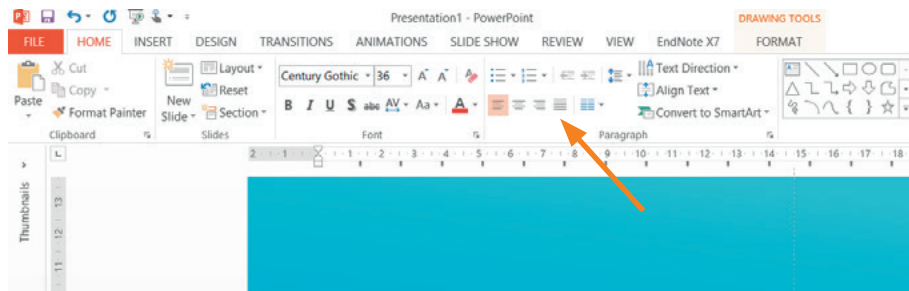 Presentation1 - PowerPoint
DRAWING TOOLS
FILE HOME INSERT DESIGN TRANSITIONS ANIMATIONS SLIDE SHOW REVIEW VIEW EndNote X7 FORMAT
Paste
Cut
Copy
Format Painter
Clipboard
New Slide
Layout
Reset
Section
Slides
Century Gothic 36 A A
B I U S abc AV Aa A
Font
Text Direction
Align Text
Convert to SmartArt
Paragraph
L
2 1 1 2 3 4 5 6 7 8 9 10 11 12 13 14 15 16 17 18
Thumbnails
13
12
11